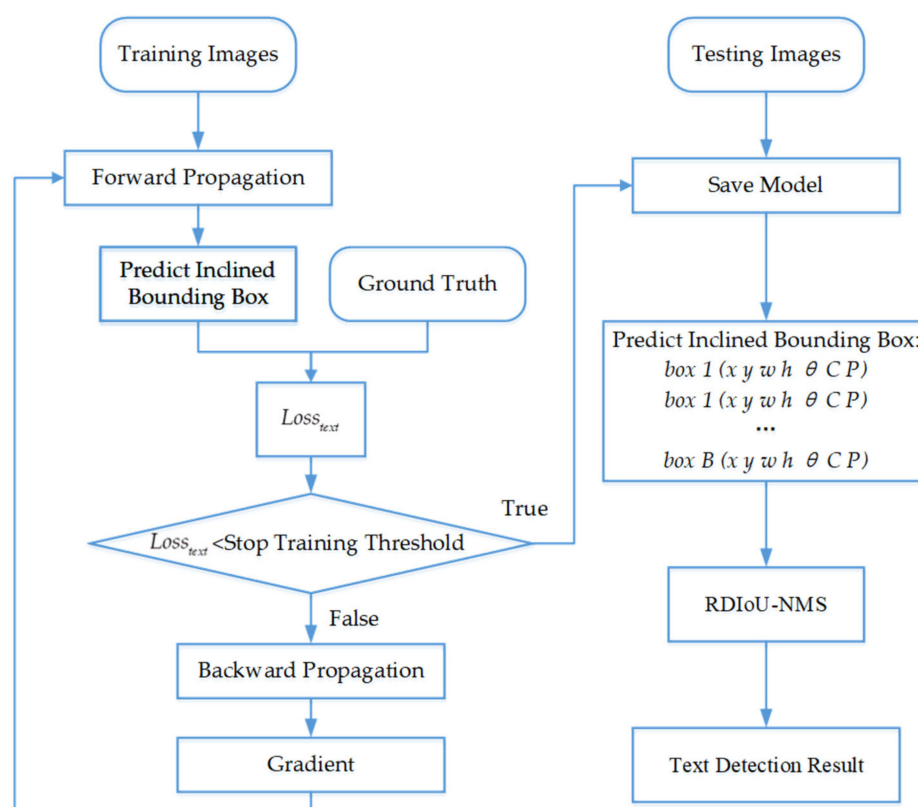 Training Images
Forward Propagation
Predict Inclined
Bounding Box
Ground Truth
Loss_text
Loss_text <Stop Training Threshold
True
False
Backward Propagation
Gradient
Testing Images
Save Model
Predict Inclined Bounding Box:
box 1 (x y w h θ C P)
box 1 (x y w h θ C P)
...
box B (x y w h θ C P)
RDIoU-NMS
Text Detection Result